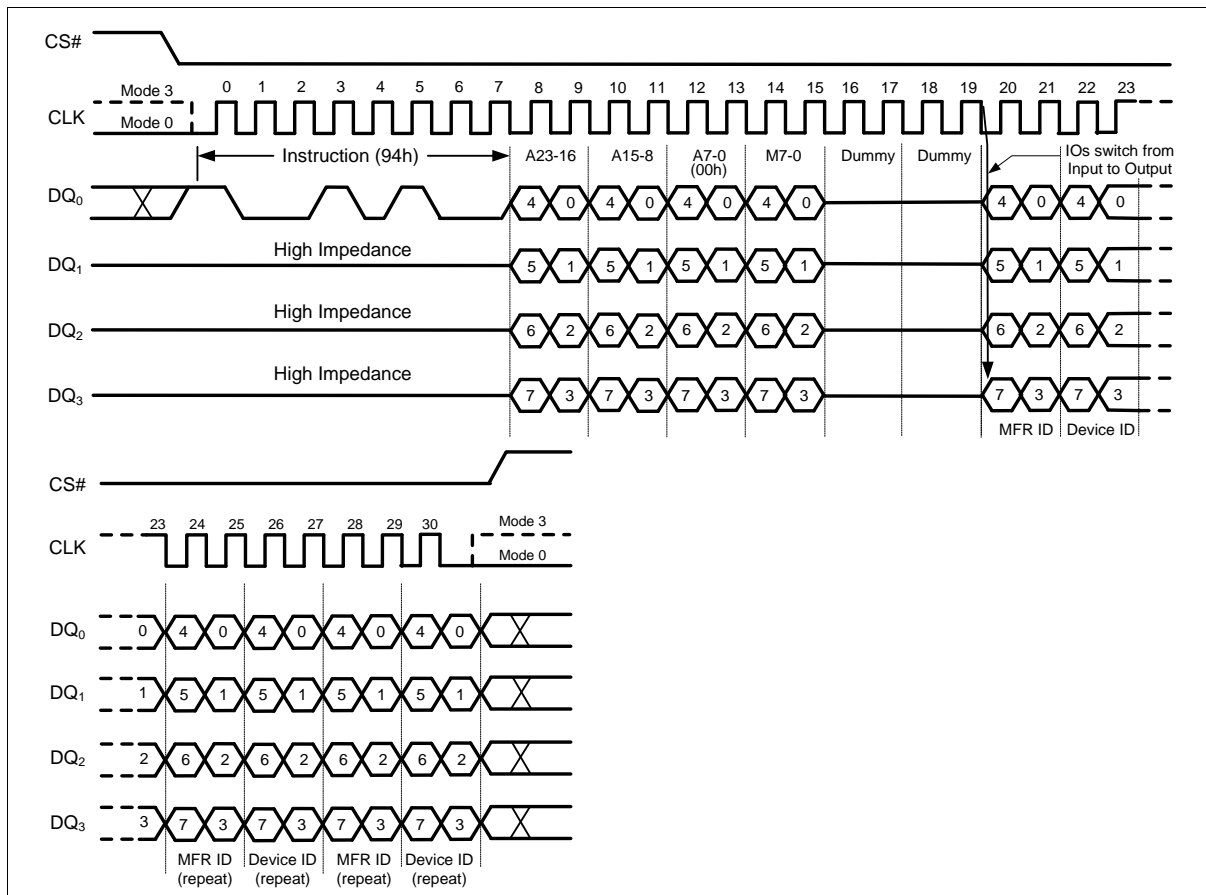 CS#
Mode 3
CLK
Mode 0
0 1 2 3 4 5 6 7 8 9 10 11 12 13 14 15 16 17 18 19 20 21 22 23
Instruction (94h)
A23-16 A15-8 A7-0 M7-0 Dummy Dummy
(00h)
IOs switch from
Input to Output
DQ0 4 0 4 0 4 0 4 0 4 0 4 0
High Impedance
DQ1 5 1 5 1 5 1 5 1 5 1 5 1
High Impedance
DQ2 6 2 6 2 6 2 6 2 6 2 6 2
High Impedance
DQ3 7 3 7 3 7 3 7 3 7 3 7 3
MFR ID Device ID
CS#
23 24 25 26 27 28 29 30
Mode 3
CLK
Mode 0
DQ0 0 4 0 4 0 4 0 4 0
DQ1 1 5 1 5 1 5 1 5 1
DQ2 2 6 2 6 2 6 2 6 2
DQ3 3 7 3 7 3 7 3 7 3
MFR ID Device ID MFR ID Device ID
(repeat) (repeat) (repeat) (repeat)